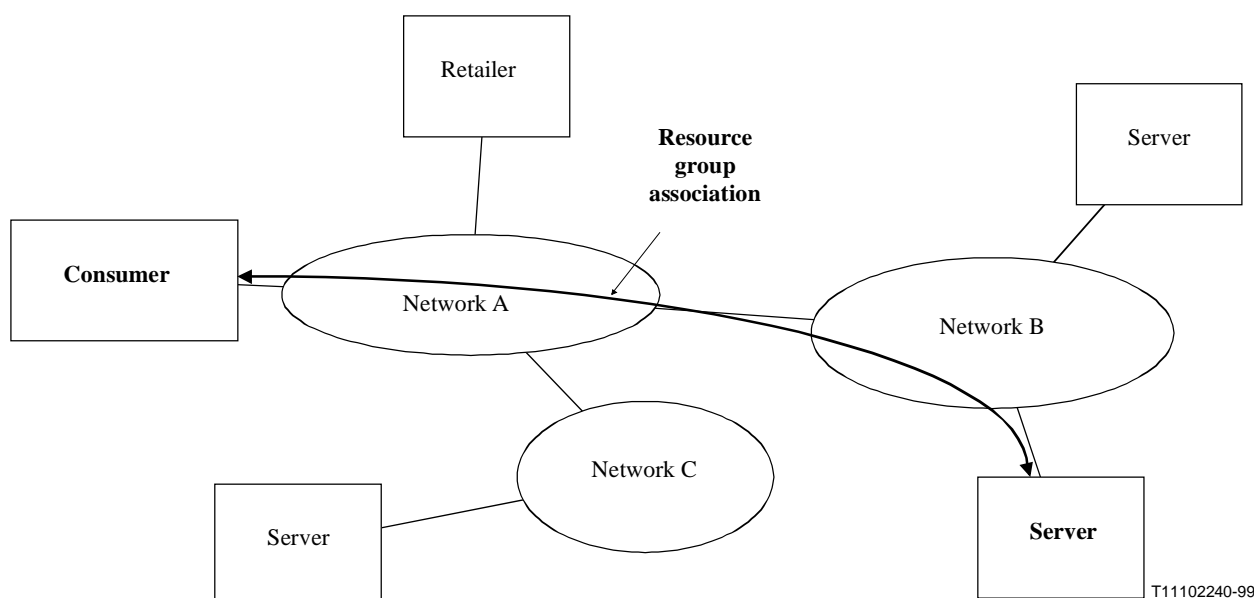 Retailer
Resource
group
association
Server
Consumer
Network A
Network B
Network C
Server
Server
T11102240-99